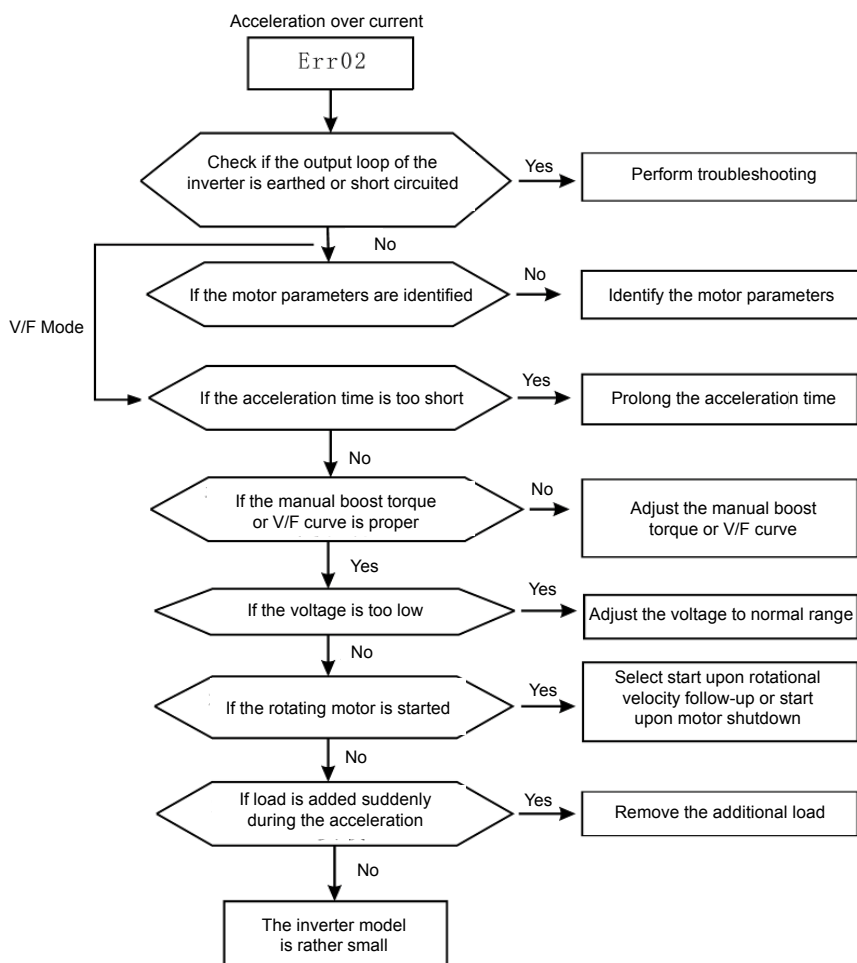 Acceleration over current
Err02
Check if the output loop of the
inverter is earthed or short circuited
Yes
Perform troubleshooting
No
V/F Mode
If the motor parameters are identified
No
Identify the motor parameters
If the acceleration time is too short
Yes
Prolong the acceleration time
No
If the manual boost torque
or V/F curve is proper
No
Adjust the manual boost
torque or V/F curve
Yes
If the voltage is too low
Yes
Adjust the voltage to normal range
No
If the rotating motor is started
Yes
Select start upon rotational
velocity follow-up or start
upon motor shutdown
No
If load is added suddenly
during the acceleration
Yes
Remove the additional load
No
The inverter model
is rather small